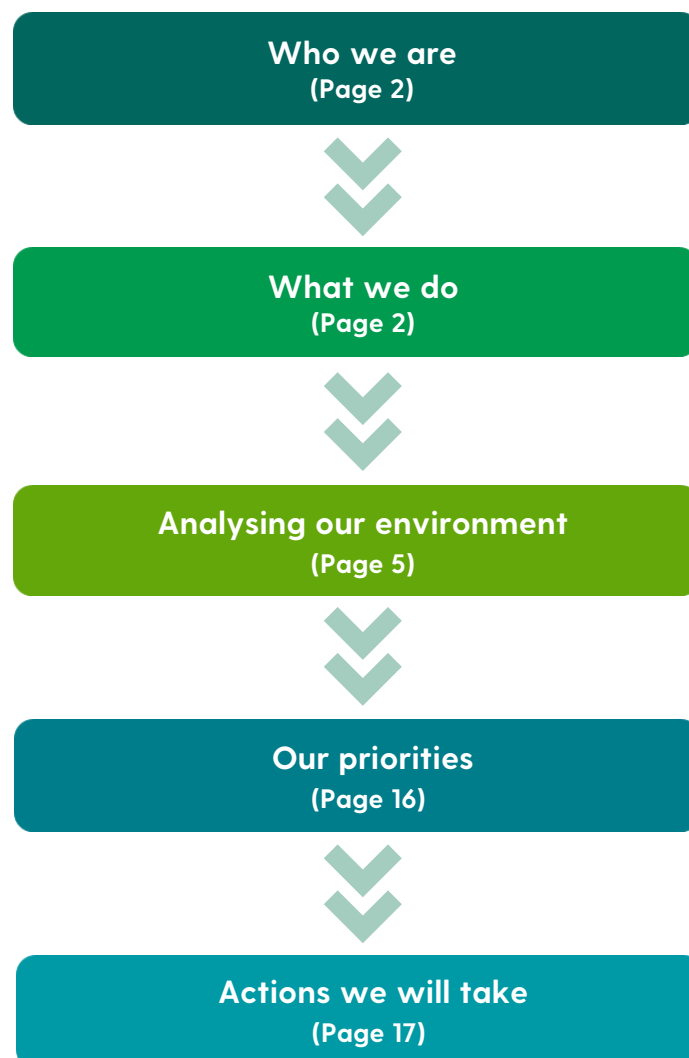 Who we are
(Page 2)
What we do
(Page 2)
Analysing our environment
(Page 5)
Our priorities
(Page 16)
Actions we will take
(Page 17)